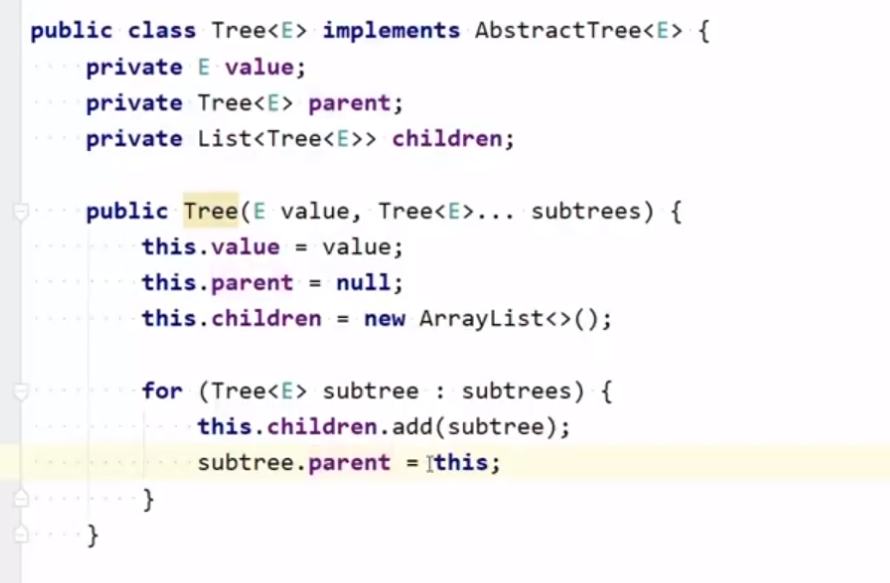 public class Tree<E> implements AbstractTree<E> {
    private E value;
    private Tree<E> parent;
    private List<Tree<E>> children;

    public Tree(E value, Tree<E>... subtrees) {
        this.value = value;
        this.parent = null;
        this.children = new ArrayList<>();

        for (Tree<E> subtree : subtrees) {
            this.children.add(subtree);
            subtree.parent = this;
        }
    }